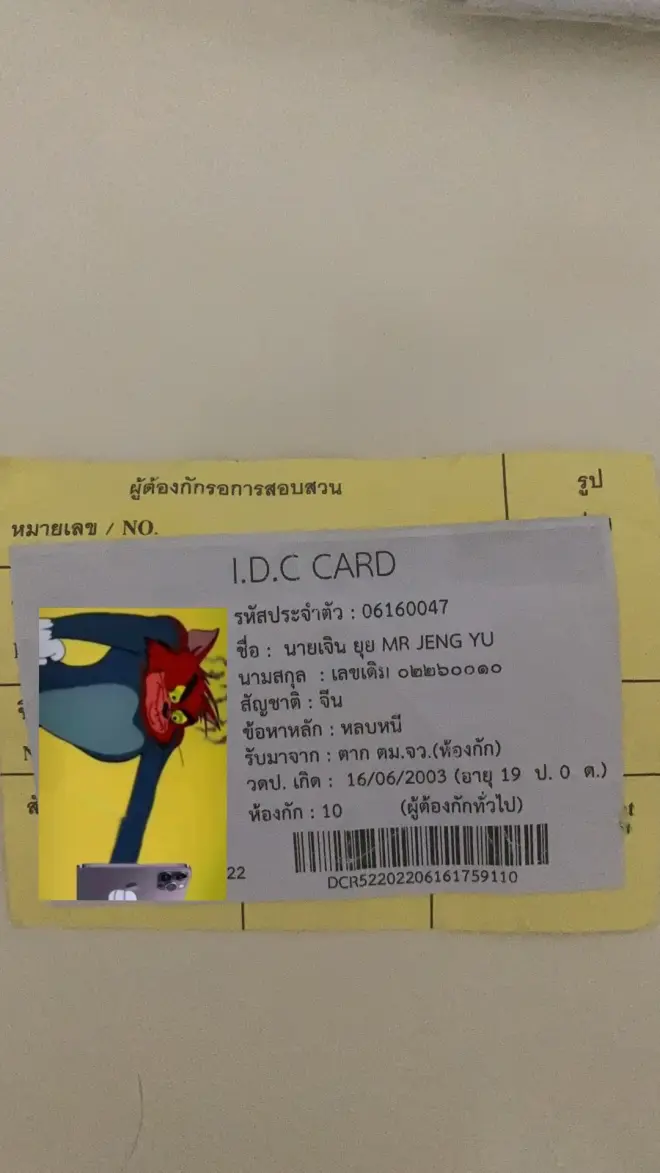 ผู้ต้องกักรอการสอบสวน
รูป
หมายเลข / NO.
I.D.C CARD
รหัสประจำตัว : 06160047
ชื่อ : นายเจิน ยุย MR JENG YU
นามสกุล : เลขเดิม ๐๒๒๖๐๐๑๐
สัญชาติ : จีน
ข้อหาหลัก : หลบหนี
รับมาจาก : ตาก ตม.จว.(ห้องกัก)
วดป. เกิด : 16/06/2003 (อายุ 19 ป. 0 ด.)
ห้องกัก : 10 (ผู้ต้องกักทั่วไป)
22
DCR52202206161759110